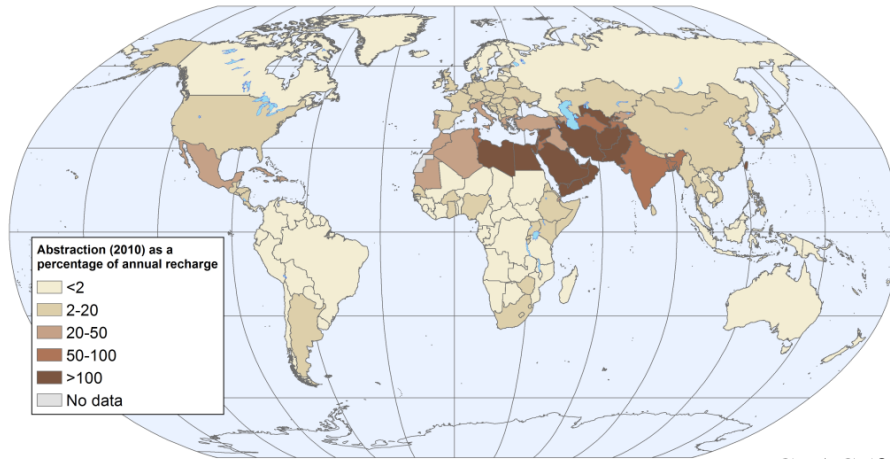 Abstraction (2010) as a
percentage of annual recharge
<2
2-20
20-50
50-100
>100
No data